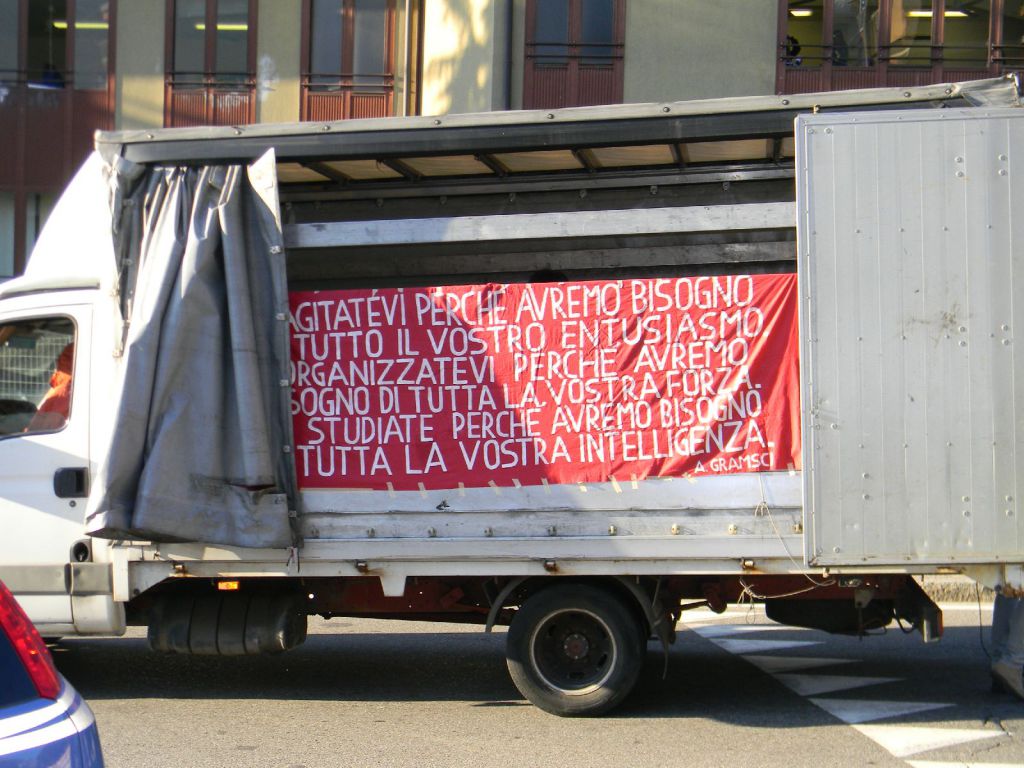 AGITATEVI PERCHÈ AVREMO BISOGNO
TUTTO IL VOSTRO ENTUSIASMO
ORGANIZZATEVI PERCHÈ AVREMO
SOGNO DI TUTTA LA VOSTRA FORZA.
STUDIATE PERCHÈ AVREMO BISOGNO
TUTTA LA VOSTRA INTELLIGENZA.
A. GRAMSCI